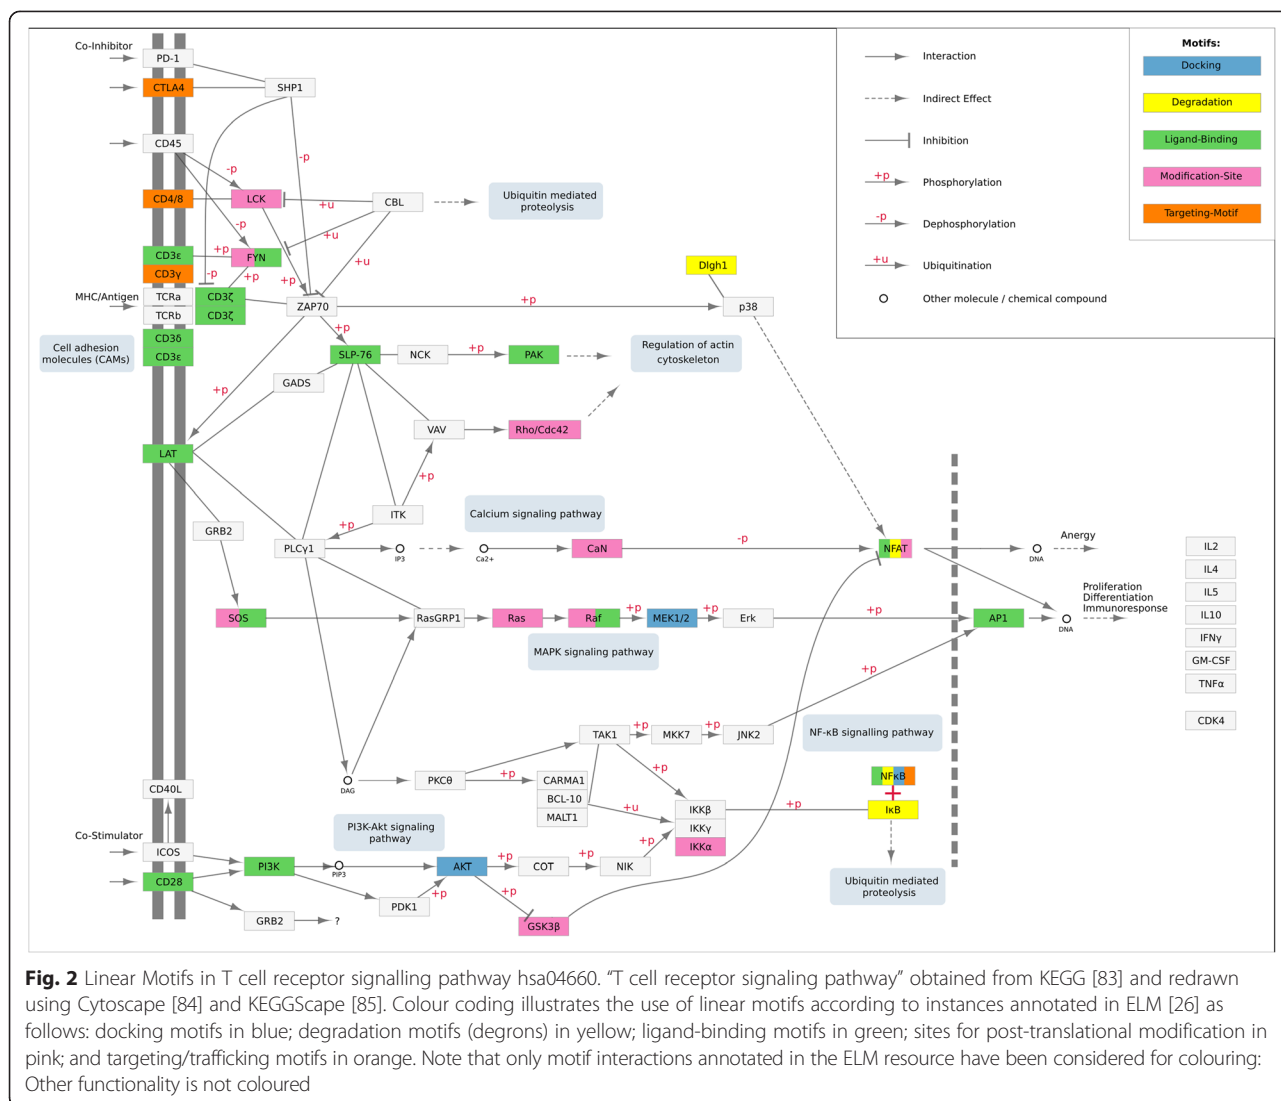 Co-Inhibitor
PD-1
CTLA4
SHP1
CD45
-p
-p
-p
CD4/8
LCK
+u
CBL
Ubiquitin mediated
proteolysis
+u
+u
CD3ε
+p
FYN
CD3γ
-p
+p
+p
MHC/Antigen
TCRa
CD3ζ
TCRb
CD3ζ
ZAP70
+p
Dlgh1
p38
Cell adhesion
molecules (CAMs)
CD3δ
CD3ε
+p
SLP-76
NCK
+p
PAK
Regulation of actin
cytoskeleton
GADS
+p
VAV
Rho/Cdc42
LAT
+p
ITK
GRB2
+p
PLCγ1
IP3
Calcium signaling pathway
Ca2+
CaN
-p
NFAT
DNA
Anergy
SOS
RasGRP1
Ras
Raf
+p
MEK1/2
+p
Erk
+p
AP1
DNA
Proliferation
Differentiation
Immunoresponse
MAPK signaling pathway
+p
TAK1
+p
MKK7
+p
JNK2
NF-κB signalling pathway
DAG
PKCθ
+p
CARMA1
BCL-10
MALT1
+p
+u
IKKβ
IKKγ
IKKα
+p
NFκB
IκB
Ubiquitin mediated
proteolysis
CD40L
Co-Stimulator
ICOS
CD28
PI3K
PIP3
PI3K-Akt signaling
pathway
AKT
+p
COT
+p
NIK
+p
PDK1
+p
+p
GSK3β
GRB2
?
IL2
IL4
IL5
IL10
IFNγ
GM-CSF
TNFα
CDK4
Interaction
Indirect Effect
Inhibition
+p
Phosphorylation
-p
Dephosphorylation
+u
Ubiquitination
Other molecule / chemical compound
Motifs:
Docking
Degradation
Ligand-Binding
Modification-Site
Targeting-Motif
Fig. 2 Linear Motifs in T cell receptor signalling pathway hsa04660. “T cell receptor signaling pathway” obtained from KEGG [83] and redrawn
using Cytoscape [84] and KEGGScape [85]. Colour coding illustrates the use of linear motifs according to instances annotated in ELM [26] as
follows: docking motifs in blue; degradation motifs (degrons) in yellow; ligand-binding motifs in green; sites for post-translational modification in
pink; and targeting/trafficking motifs in orange. Note that only motif interactions annotated in the ELM resource have been considered for colouring:
Other functionality is not coloured